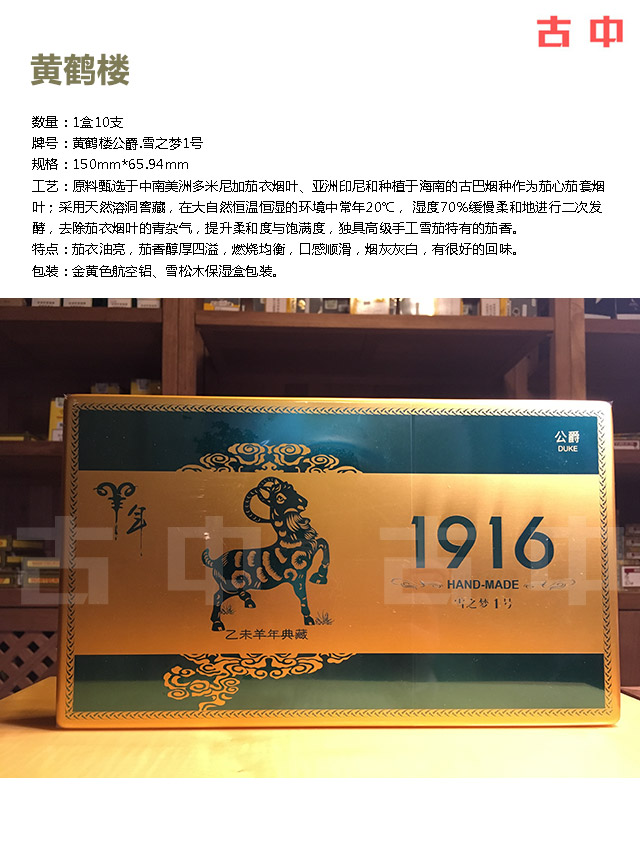 古中
黄鹤楼
数量：1盒10支
牌号：黄鹤楼公爵.雪之梦1号
规格：150mm*65.94mm
工艺：原料甄选于中南美洲多米尼加茄衣烟叶、亚洲印尼和种植于海南的古巴烟种作为茄心茄套烟
叶；采用天然溶洞窖藏，在大自然恒温恒湿的环境中常年20℃， 湿度70%缓慢柔和地进行二次发
酵，去除茄衣烟叶的青杂气，提升柔和度与饱满度，独具高级手工雪茄特有的茄香。
特点：茄衣油亮，茄香醇厚四溢，燃烧均衡，口感顺滑，烟灰灰白，有很好的回味。
包装：金黄色航空铝、雪松木保湿盒包装。
公爵
DUKE
羊年
1916
HAND-MADE
雪之梦1号
乙未羊年典藏
古中 古中